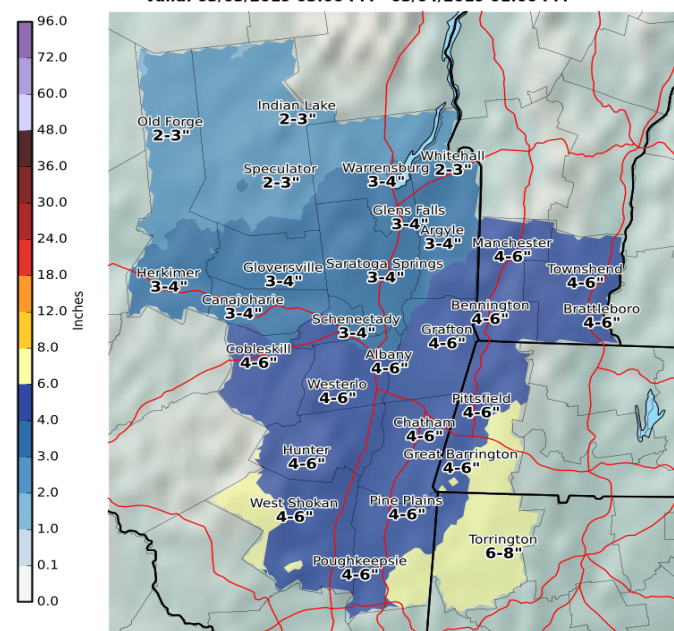 96.0
72.0
60.0
48.0
36.0
30.0
24.0
18.0
12.0
8.0
6.0
4.0
3.0
2.0
1.0
0.1
0.0
Inches
Old Forge
2-3"
Indian Lake
2-3"
Speculator
2-3"
Warrensburg
3-4"
Whitehall
2-3"
Glens Falls
3-4"
Argyle
3-4"
Manchester
4-6"
Herkimer
3-4"
Gloversville
3-4"
Saratoga Springs
3-4"
Townshend
4-6"
Canajoharie
3-4"
Schenectady
3-4"
Bennington
4-6"
Brattleboro
4-6"
Grafton
4-6"
Cobleskill
4-6"
Albany
4-6"
Westerlo
4-6"
Pittsfield
4-6"
Chatham
4-6"
Hunter
4-6"
Great Barrington
4-6"
West Shokan
4-6"
Pine Plains
4-6"
Torrington
6-8"
Poughkeepsie
4-6"